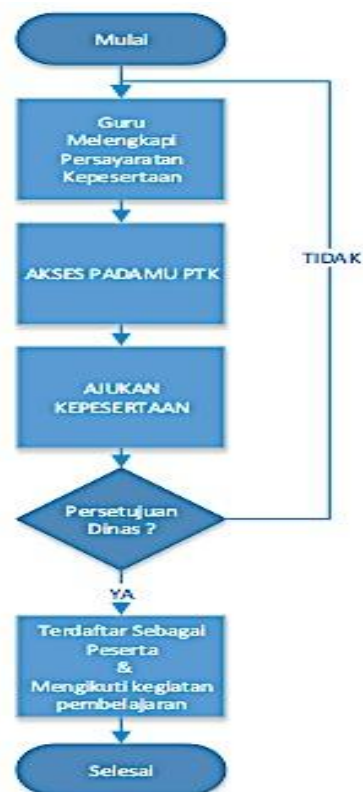 Mulai
Guru
Melengkapi
Persayaratan
Kepesertaan
AKSES PADAMU PTK
TIDAK
AJUKAN
KEPESERTAAN
Persetujuan
Dinas ?
YA
Terdaftar Sebagai
Peserta
&
Mengikuti kegiatan
pembelajaran
Selesai